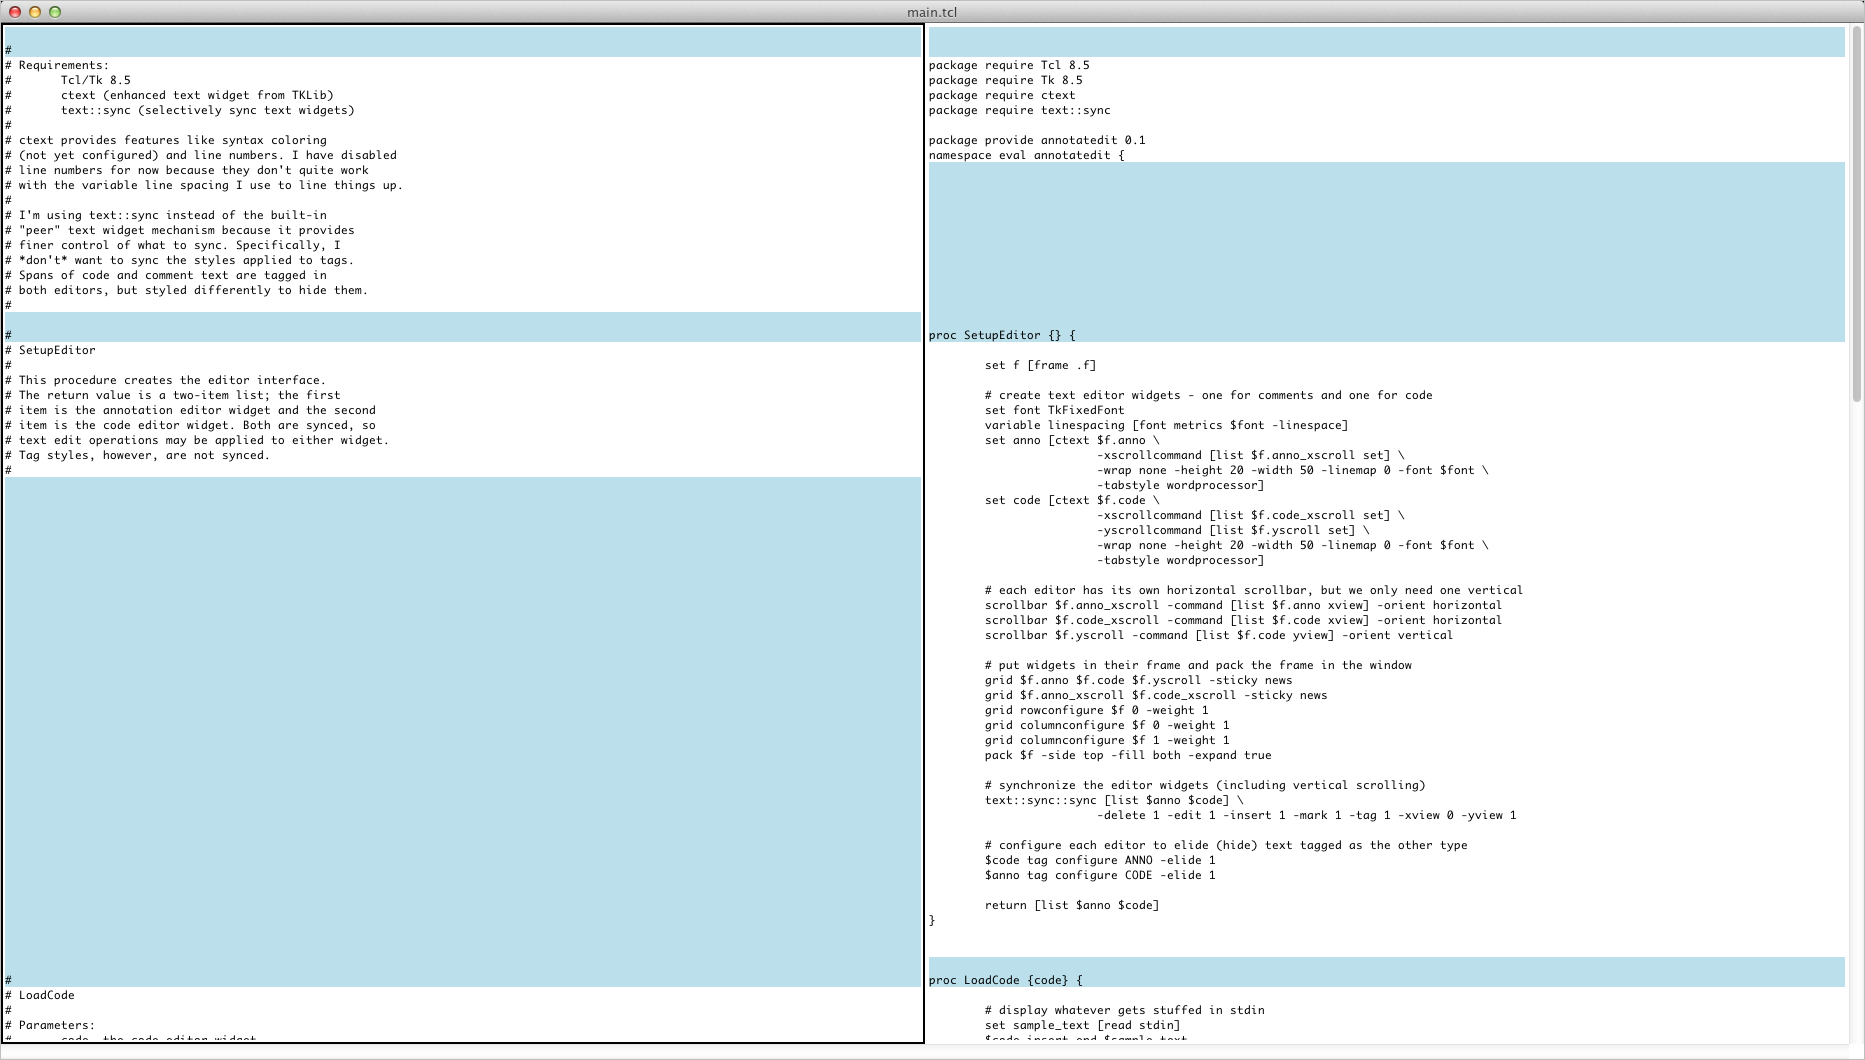 main.tcl
#
# Requirements:
#       Tcl/Tk 8.5
#       ctext (enhanced text widget from TKLib)
#       text::sync (selectively sync text widgets)
#
# ctext provides features like syntax coloring
# (not yet configured) and line numbers. I have disabled
# line numbers for now because they don't quite work
# with the variable line spacing I use to line things up.
#
# I'm using text::sync instead of the built-in
# "peer" text widget mechanism because it provides
# finer control of what to sync. Specifically, I
# *don't* want to sync the styles applied to tags.
# Spans of code and comment text are tagged in
# both editors, but styled differently to hide them.
#
#
# SetupEditor
#
# This procedure creates the editor interface.
# The return value is a two-item list; the first
# item is the annotation editor widget and the second
# item is the code editor widget. Both are synced, so
# text edit operations may be applied to either widget.
# Tag styles, however, are not synced.
#
#
# LoadCode
#
# Parameters:
#       code  the code editor widget
package require Tcl 8.5
package require Tk 8.5
package require ctext
package require text::sync
package provide annotatedit 0.1
namespace eval annotatedit {
proc SetupEditor {} {
        set f [frame .f]
        # create text editor widgets - one for comments and one for code
        set font TkFixedFont
        variable linespacing [font metrics $font -linespace]
        set anno [ctext $f.anno \
                        -xscrollcommand [list $f.anno_xscroll set] \
                        -wrap none -height 20 -width 50 -linemap 0 -font $font \
                        -tabstyle wordprocessor]
        set code [ctext $f.code \
                        -xscrollcommand [list $f.code_xscroll set] \
                        -yscrollcommand [list $f.yscroll set] \
                        -wrap none -height 20 -width 50 -linemap 0 -font $font \
                        -tabstyle wordprocessor]
        # each editor has its own horizontal scrollbar, but we only need one vertical
        scrollbar $f.anno_xscroll -command [list $f.anno xview] -orient horizontal
        scrollbar $f.code_xscroll -command [list $f.code xview] -orient horizontal
        scrollbar $f.yscroll -command [list $f.code yview] -orient vertical
        # put widgets in their frame and pack the frame in the window
        grid $f.anno $f.code $f.yscroll -sticky news
        grid $f.anno_xscroll $f.code_xscroll -sticky news
        grid rowconfigure $f 0 -weight 1
        grid columnconfigure $f 0 -weight 1
        grid columnconfigure $f 1 -weight 1
        pack $f -side top -fill both -expand true
        # synchronize the editor widgets (including vertical scrolling)
        text::sync::sync [list $anno $code] \
                        -delete 1 -edit 1 -insert 1 -mark 1 -tag 1 -xview 0 -yview 1
        # configure each editor to elide (hide) text tagged as the other type
        $code tag configure ANNO -elide 1
        $anno tag configure CODE -elide 1
        return [list $anno $code]
}
proc LoadCode {code} {
        # display whatever gets stuffed in stdin
        set sample_text [read stdin]
        $code insert end $sample_text